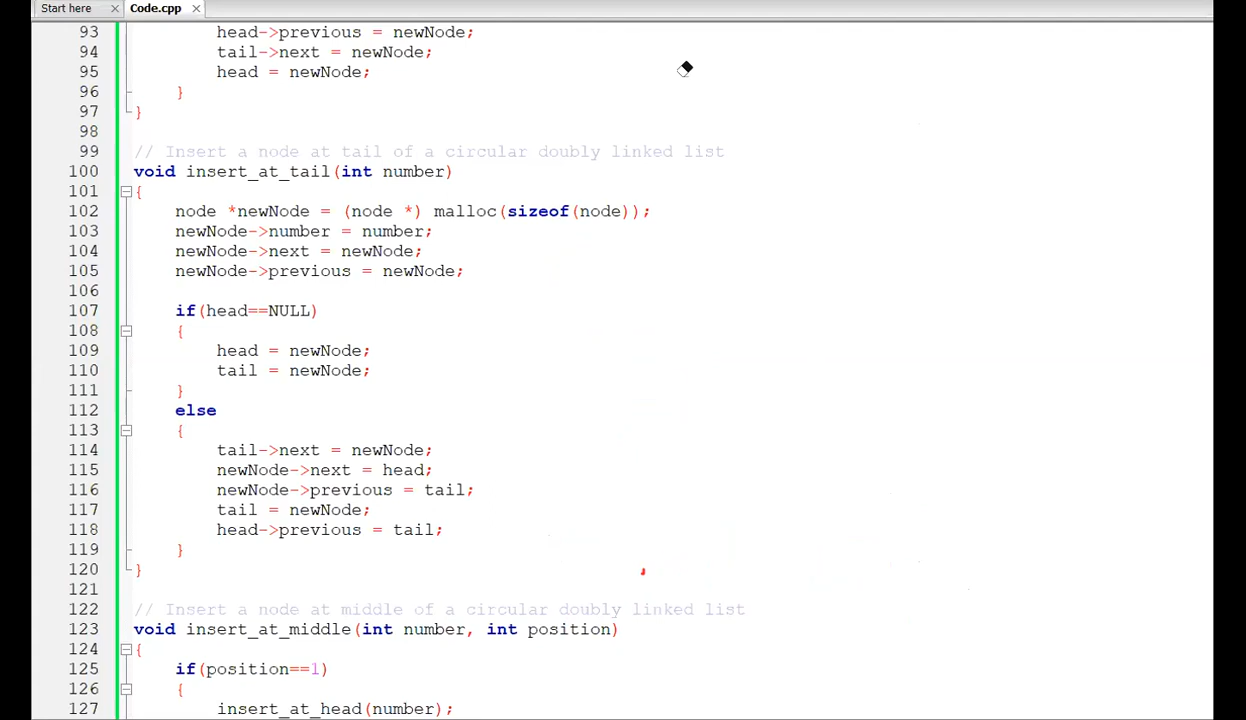 Start here
Code.cpp
93 head->previous = newNode;
94 tail->next = newNode;
95 head = newNode;
96 }
97 }
98
99 // Insert a node at tail of a circular doubly linked list
100 void insert_at_tail(int number)
101 {
102 node *newNode = (node *) malloc(sizeof(node));
103 newNode->number = number;
104 newNode->next = newNode;
105 newNode->previous = newNode;
106
107 if(head==NULL)
108 {
109 head = newNode;
110 tail = newNode;
111 }
112 else
113 {
114 tail->next = newNode;
115 newNode->next = head;
116 newNode->previous = tail;
117 tail = newNode;
118 head->previous = tail;
119 }
120 }
121
122 // Insert a node at middle of a circular doubly linked list
123 void insert_at_middle(int number, int position)
124 {
125 if(position==1)
126 {
127 insert_at_head(number);